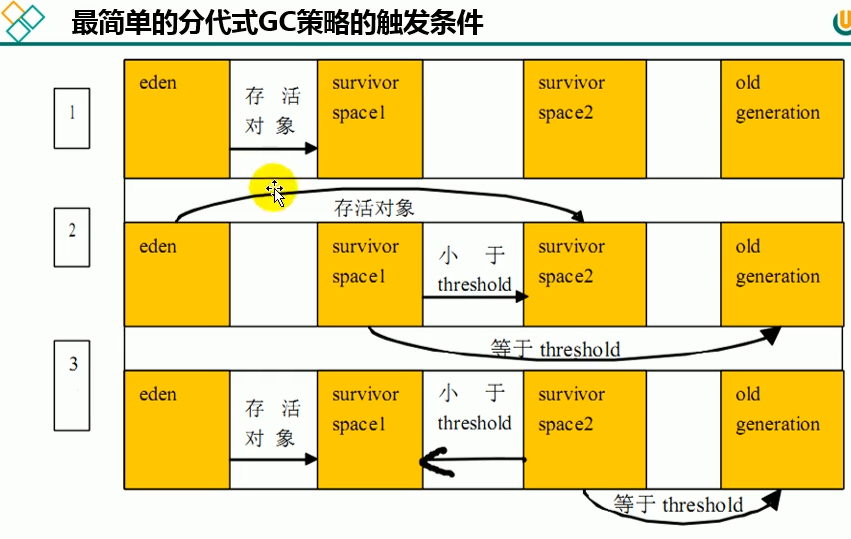 最简单的分代式GC策略的触发条件
1
eden
存 活
对 象
survivor
space1
survivor
space2
old
generation
2
存活对象
eden
survivor
space1
小 于
threshold
survivor
space2
old
generation
等于 threshold
3
eden
存 活
对 象
survivor
space1
小 于
threshold
survivor
space2
old
generation
等于 threshold